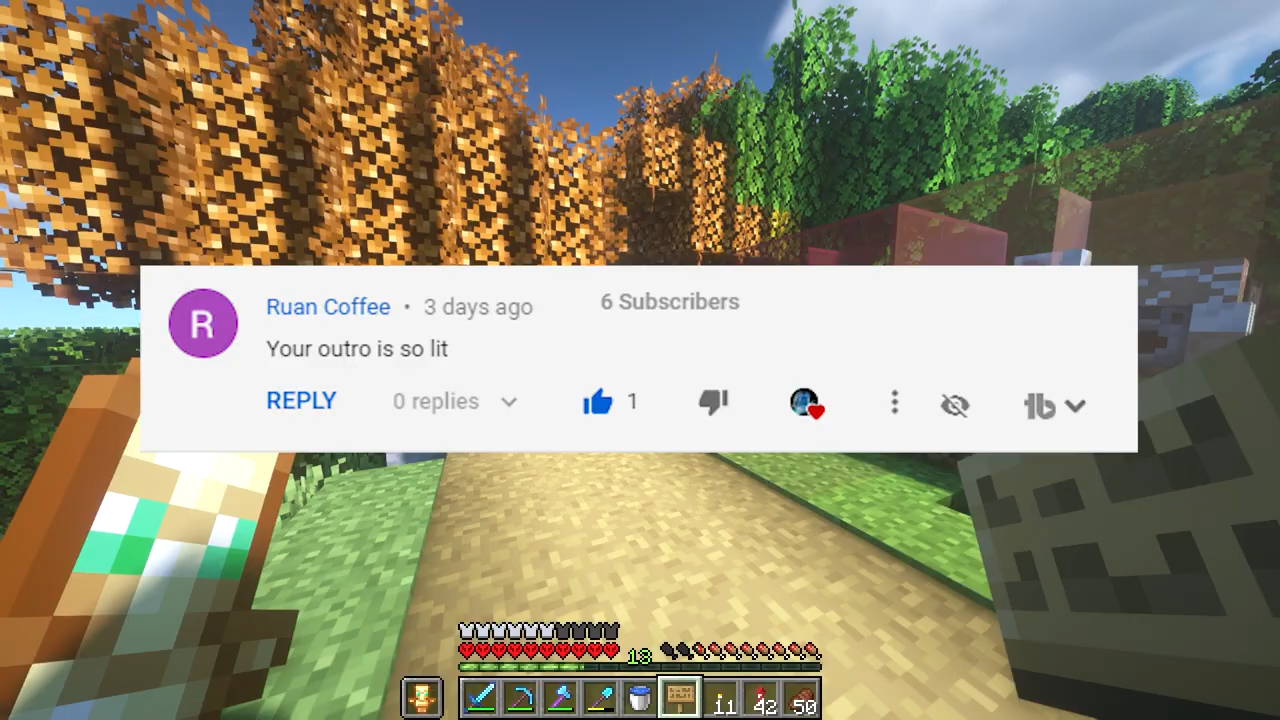 Ruan Coffee • 3 days ago 6 Subscribers
Your outro is so lit
REPLY 0 replies 1
18
11 42 50